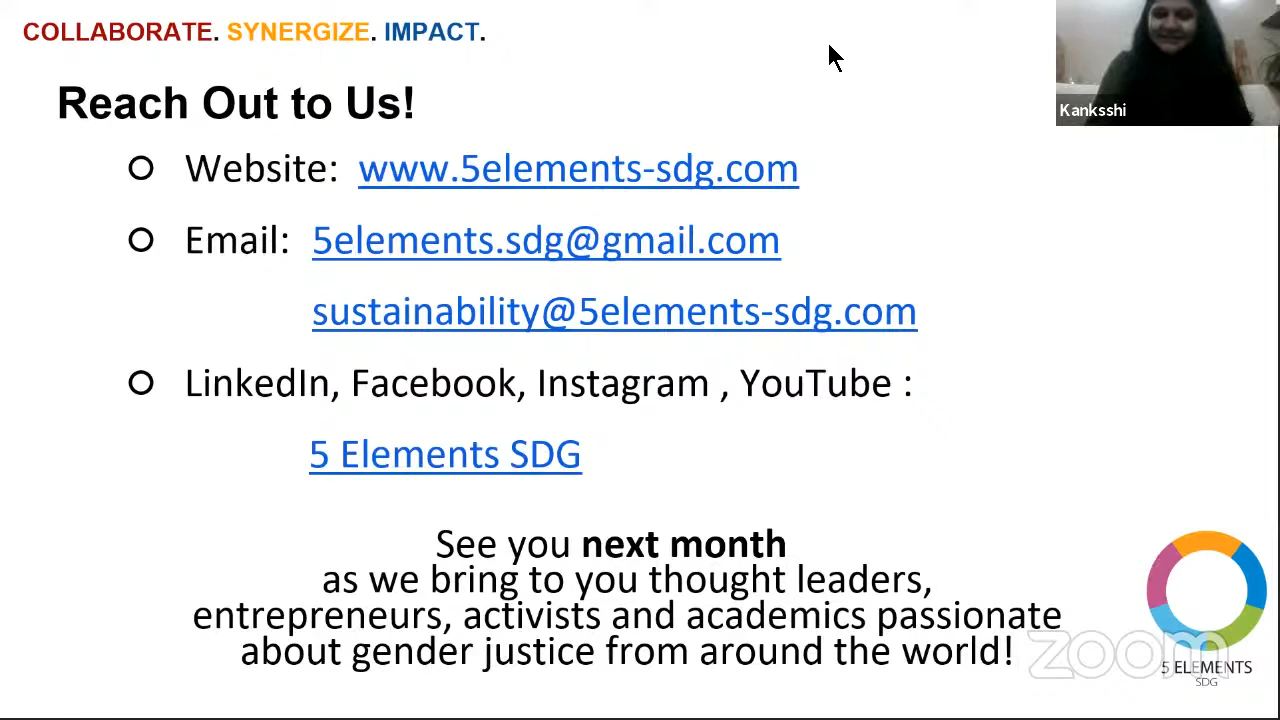 COLLABORATE. SYNERGIZE. IMPACT.
Kanksshi
Reach Out to Us!
Website: www.5elements-sdg.com
Email: 5elements.sdg@gmail.com
sustainability@5elements-sdg.com
LinkedIn, Facebook, Instagram , YouTube :
5 Elements SDG
See you next month
as we bring to you thought leaders,
entrepreneurs, activists and academics passionate
about gender justice from around the world!
zoom
5 ELEMENTS
SDG